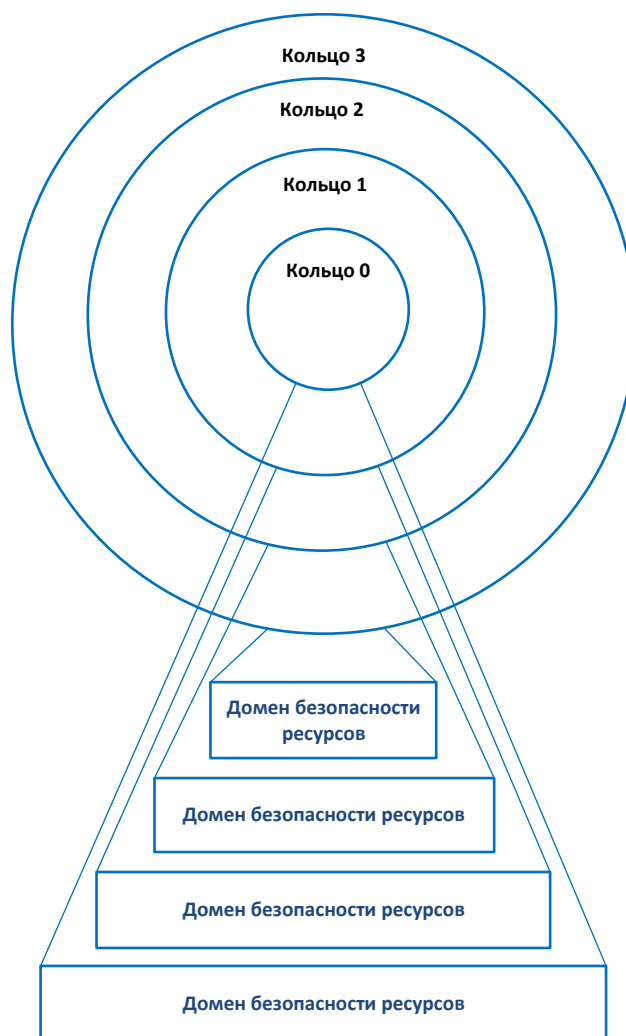 Кольцо 3
Кольцо 2
Кольцо 1
Кольцо 0
Домен безопасности
ресурсов
Домен безопасности ресурсов
Домен безопасности ресурсов
Домен безопасности ресурсов